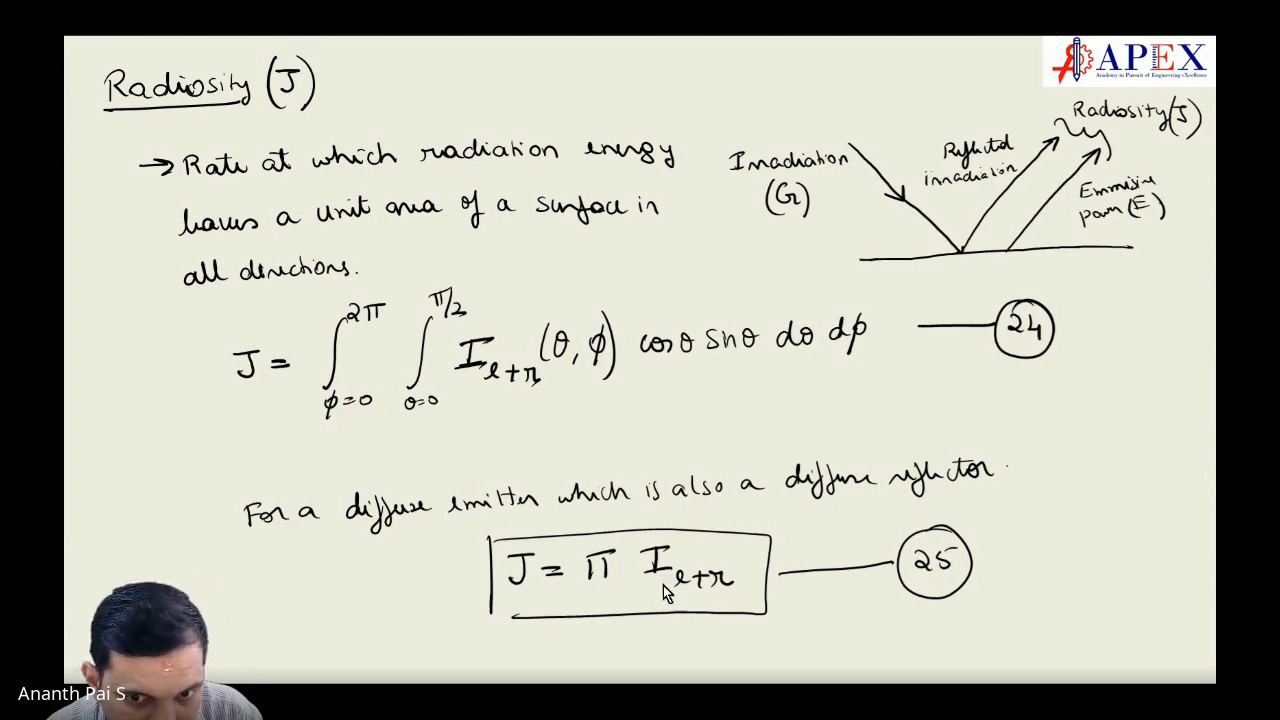 Radiosity (J)
APEX
Academy in Pursuit of Engineering eXcellence
→ Rate at which radiation energy
leaves a unit area of a surface in
all directions.
Irradiation
(G)
Reflected
irradiation
Radiosity (J)
Emmisive
power (E)
J = ∫_{φ=0}^{2π} ∫_{θ=0}^{π/2} I_{e+r} (θ, φ) cosθ sinθ dθ dφ — 24
For a diffuse emitter which is also a diffuse reflector.
J = π I_{e+r} — 25
Ananth Pai S